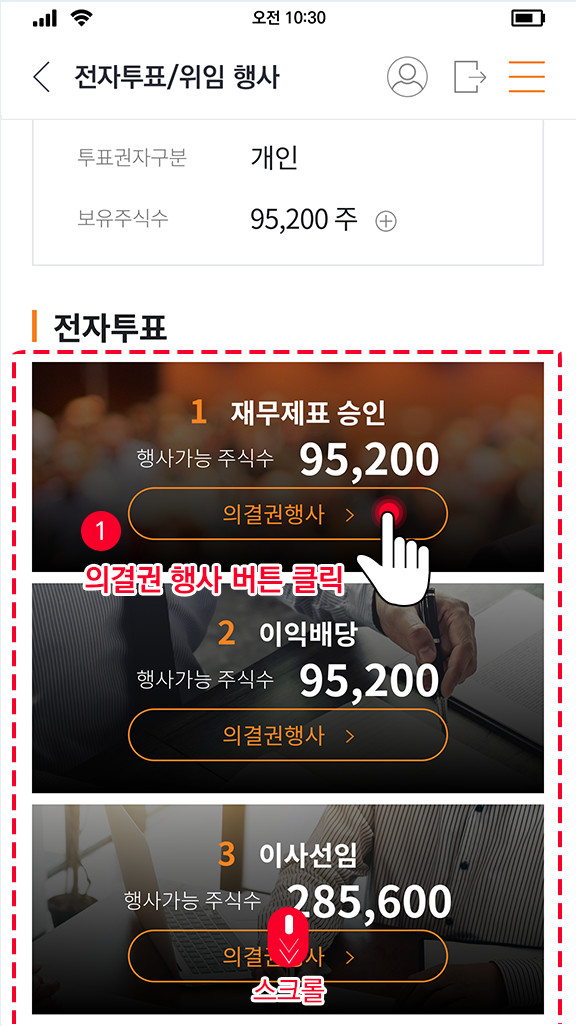 오전 10:30
전자투표/위임 행사
투표권자구분 개인
보유주식수 95,200 주
전자투표
1 재무제표 승인
행사가능 주식수 95,200
의결권행사 >
1
의결권 행사 버튼 클릭
2 이익배당
행사가능 주식수 95,200
의결권행사 >
3 이사선임
행사가능 주식수 285,600
의결권행사 >
스크롤